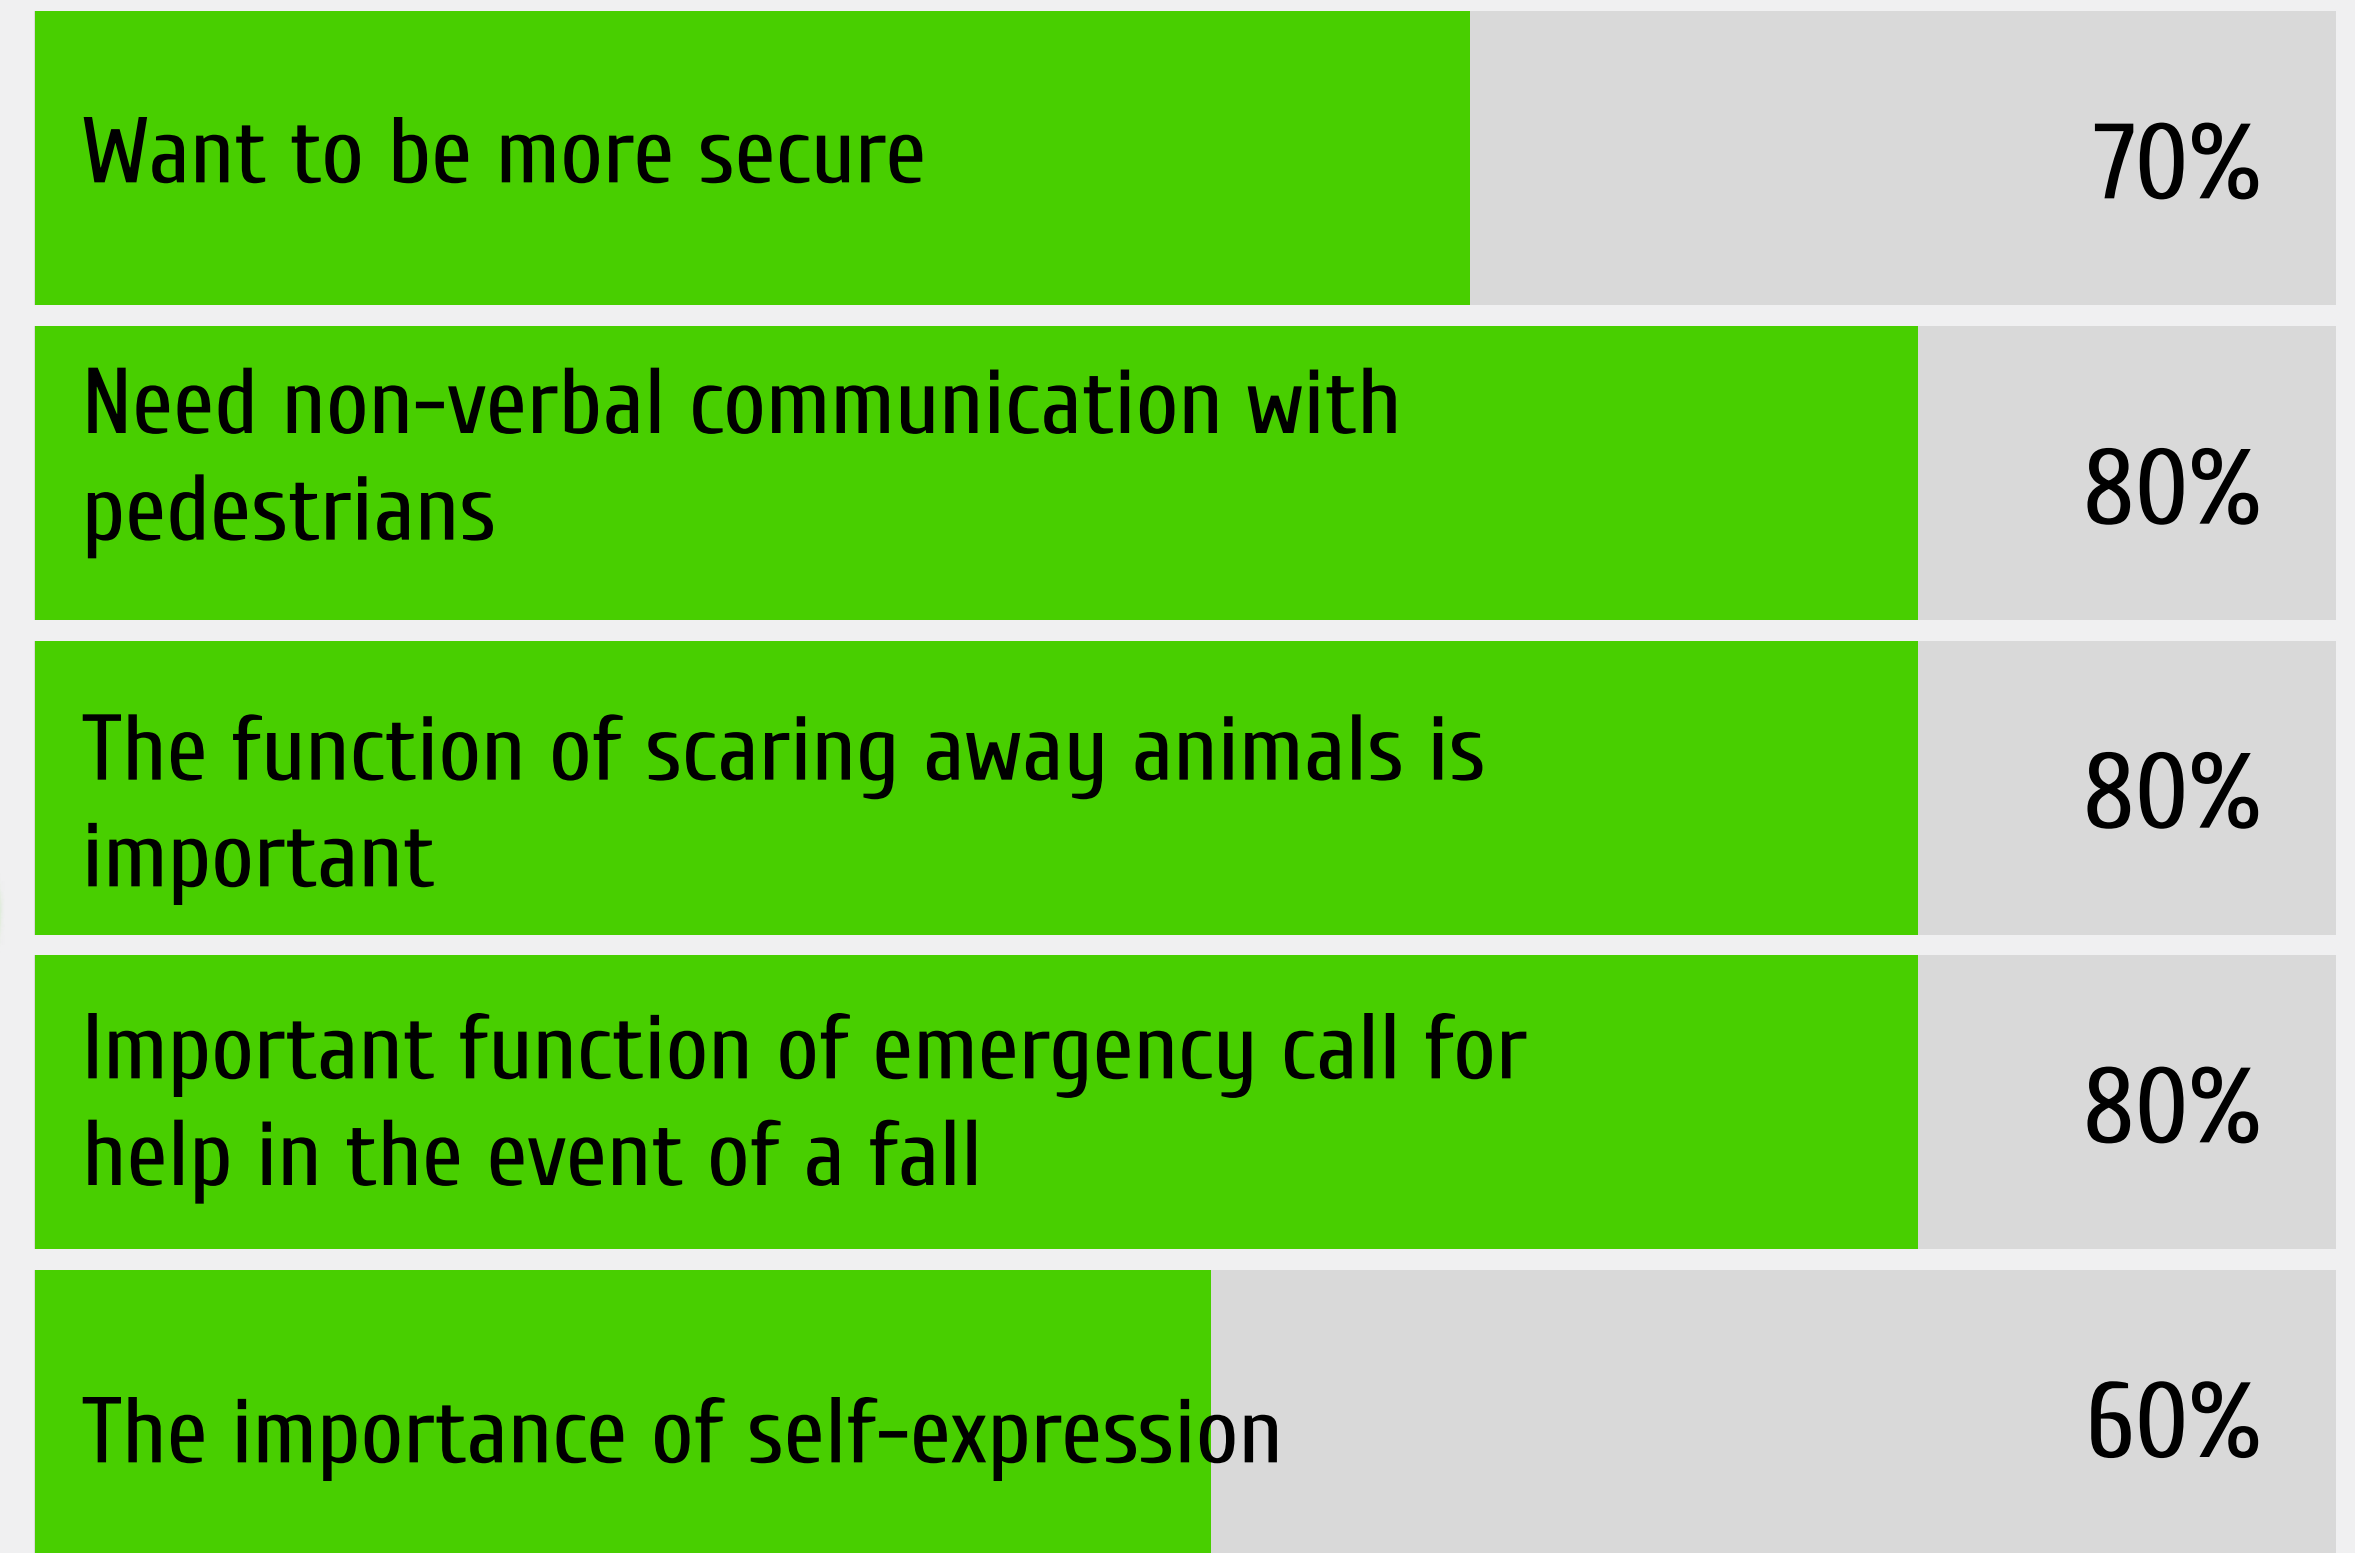 Want to be more secure
70%
Need non-verbal communication with
pedestrians
80%
The function of scaring away animals is
important
80%
Important function of emergency call for
help in the event of a fall
80%
The importance of self-expression
60%